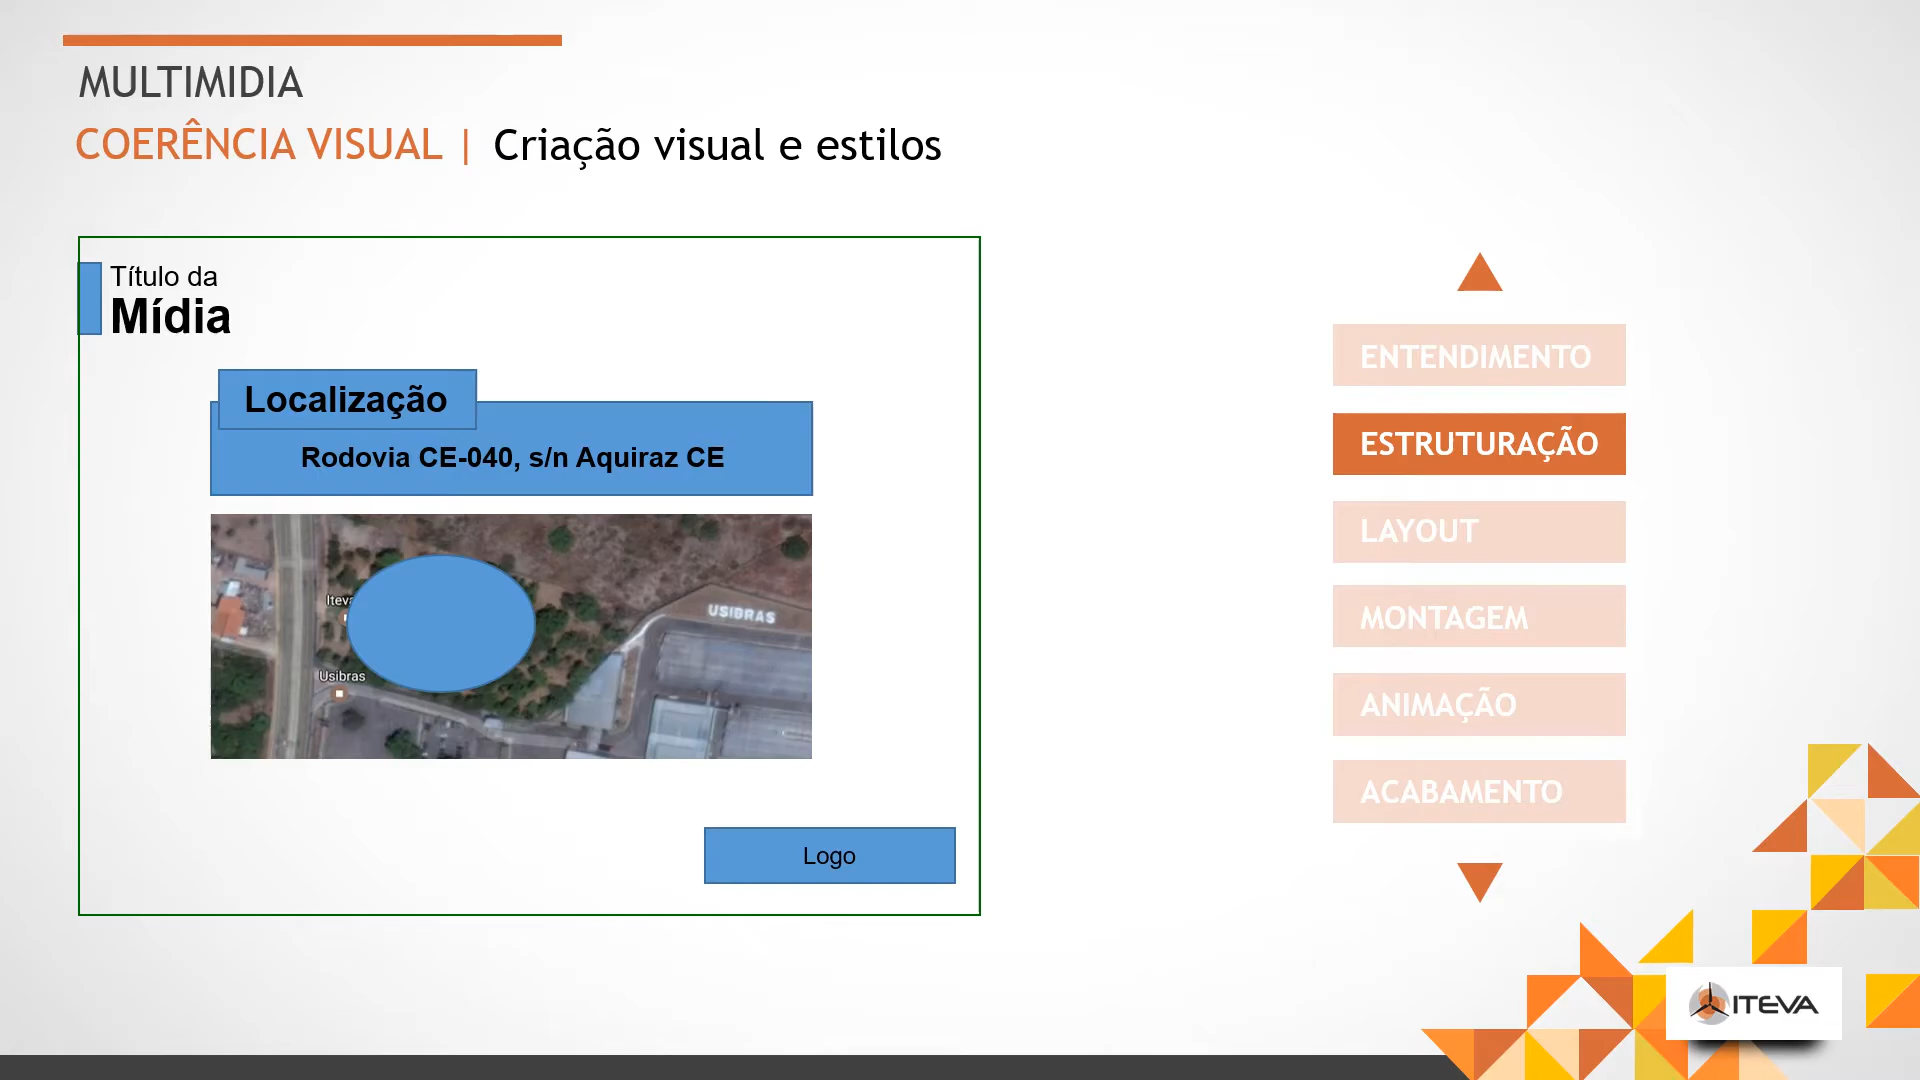 MULTIMIDIA
COERÊNCIA VISUAL | Criação visual e estilos
Título da
Mídia
Localização
Rodovia CE-040, s/n Aquiraz CE
Iteva
USIBRAS
Usibras
Logo
ENTENDIMENTO
ESTRUTURAÇÃO
LAYOUT
MONTAGEM
ANIMAÇÃO
ACABAMENTO
ITEVA